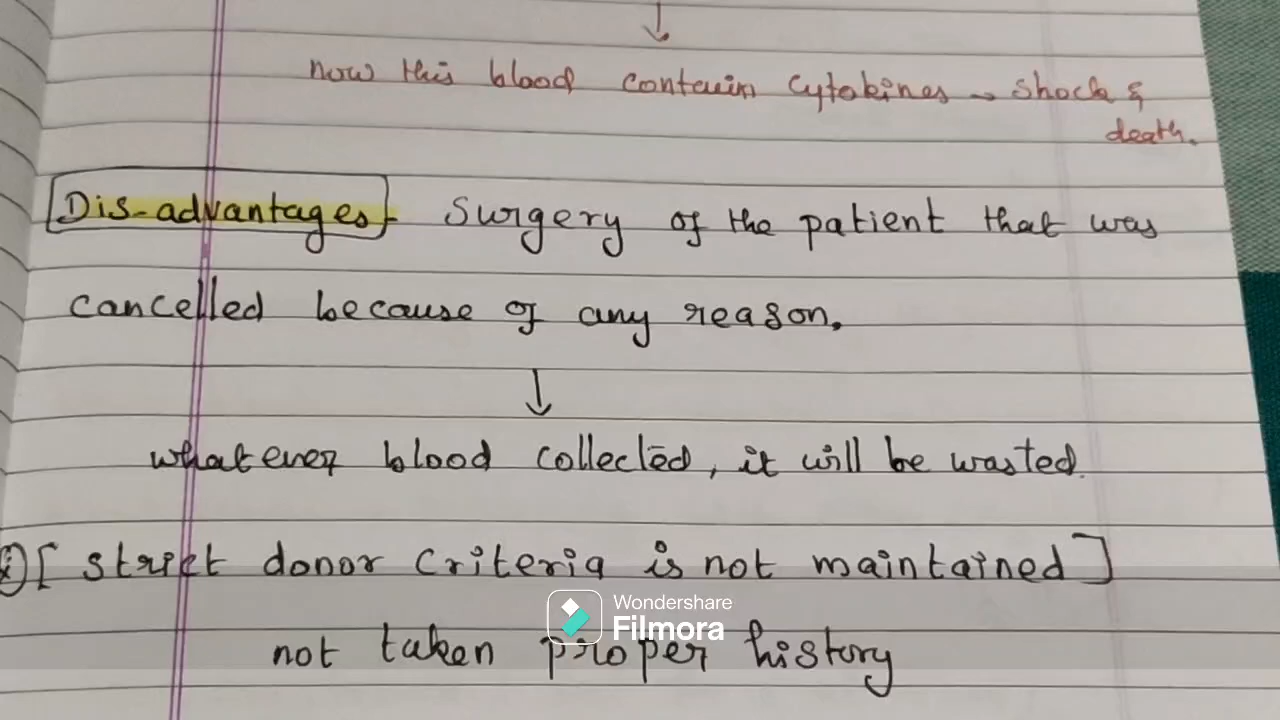 ↓
now this blood contain cytokines → shock &
death.
Dis-advantages - Surgery of the patient that was
cancelled because of any reason.
↓
whatever blood collected, it will be wasted.
[ strict donor criteria is not maintained ]
Wondershare
Filmora
not taken proper history